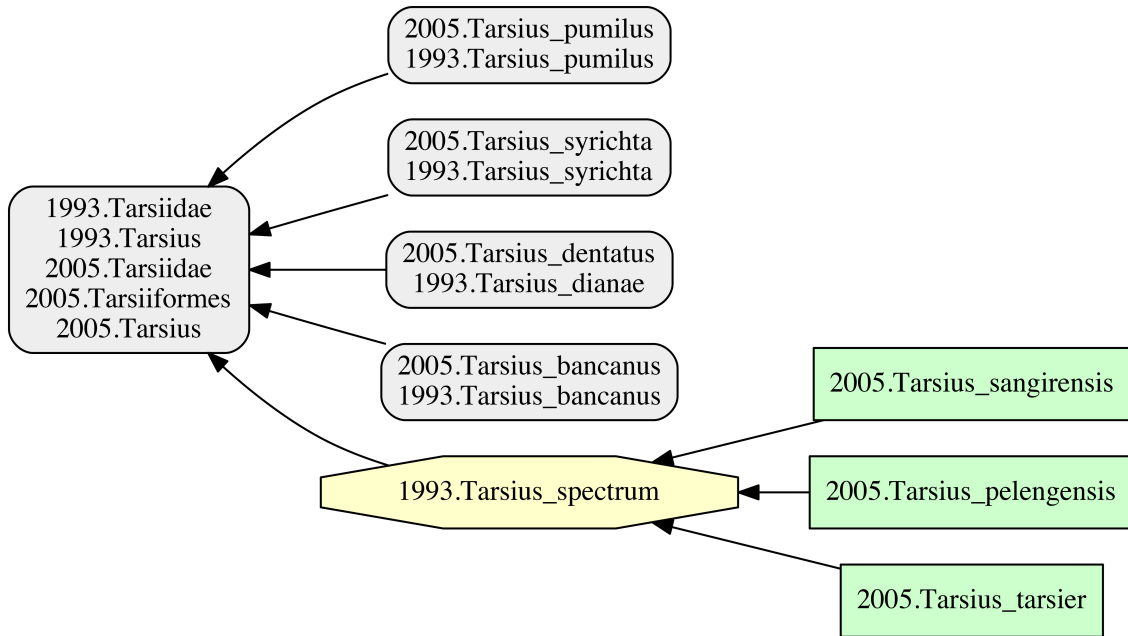 2005.Tarsius_pumilus
1993.Tarsius_pumilus
2005.Tarsius_syrichta
1993.Tarsius_syrichta
1993.Tarsiidae
1993.Tarsius
2005.Tarsiidae
2005.Tarsiiformes
2005.Tarsius
2005.Tarsius_dentatus
1993.Tarsius_dianae
2005.Tarsius_bancanus
1993.Tarsius_bancanus
2005.Tarsius_sangirensis
1993.Tarsius_spectrum
2005.Tarsius_pelengensis
2005.Tarsius_tarsier